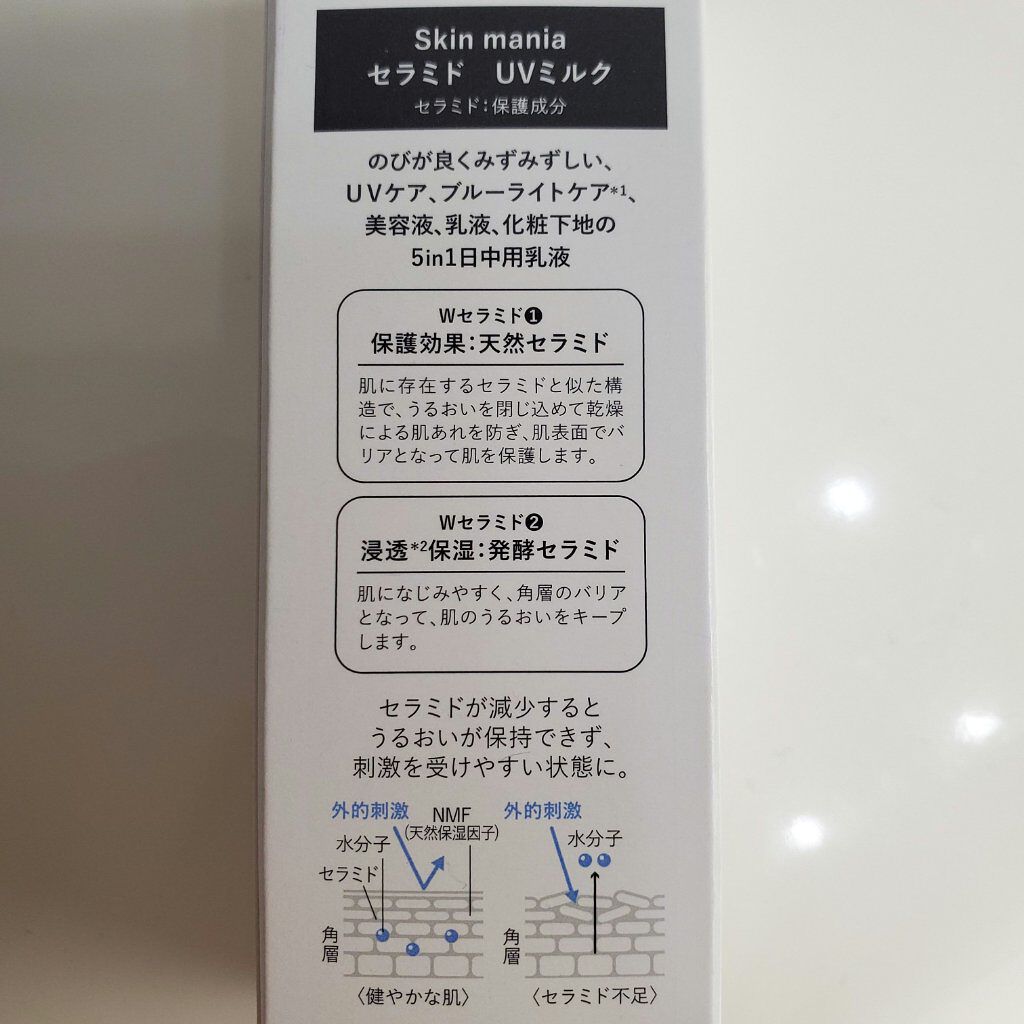 Skin mania
セラミド UVミルク
セラミド：保護成分
のびが良くみずみずしい、
UVケア、ブルーライトケア*1、
美容液、乳液、化粧下地の
5in1日中用乳液
Wセラミド❶
保護効果：天然セラミド
肌に存在するセラミドと似た構
造で、うるおいを閉じ込めて乾燥
による肌あれを防ぎ、肌表面でバ
リアとなって肌を保護します。
Wセラミド❷
浸透*2保湿：発酵セラミド
肌になじみやすく、角層のバリア
となって、肌のうるおいをキープ
します。
セラミドが減少すると
うるおいが保持できず、
刺激を受けやすい状態に。
外的刺激
NMF
(天然保湿因子)
水分子
セラミド
角層
〈健やかな肌〉
外的刺激
水分子
角層
〈セラミド不足〉